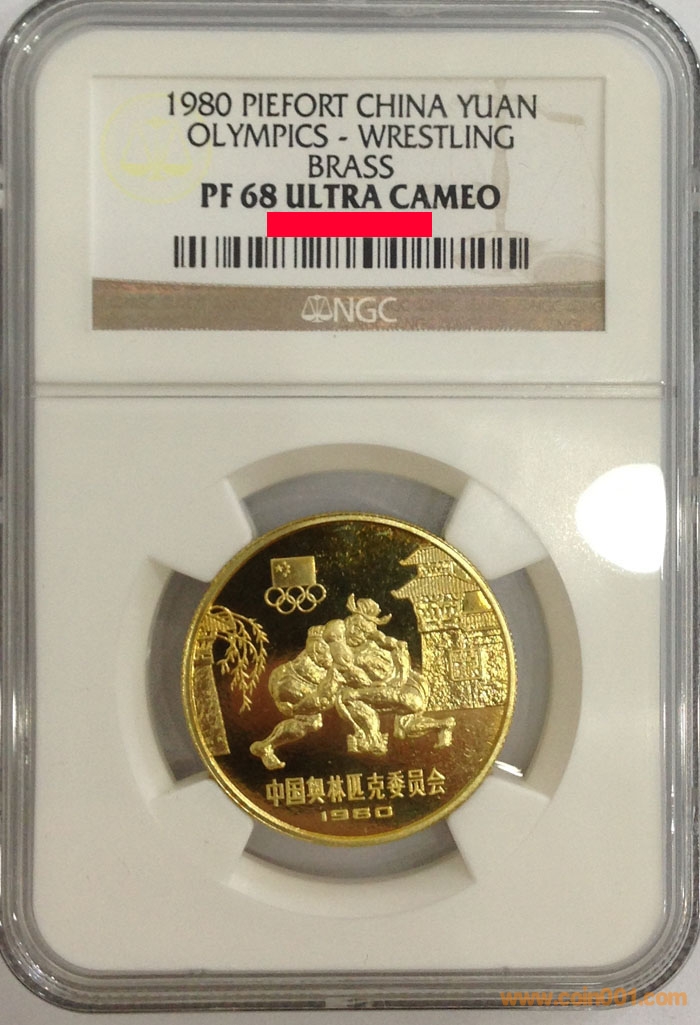 1980 PIEFORT CHINA YUAN
OLYMPICS - WRESTLING
BRASS
PF 68 ULTRA CAMEO
NGC
中国奥林匹克委员会
1980
www.coin001.com